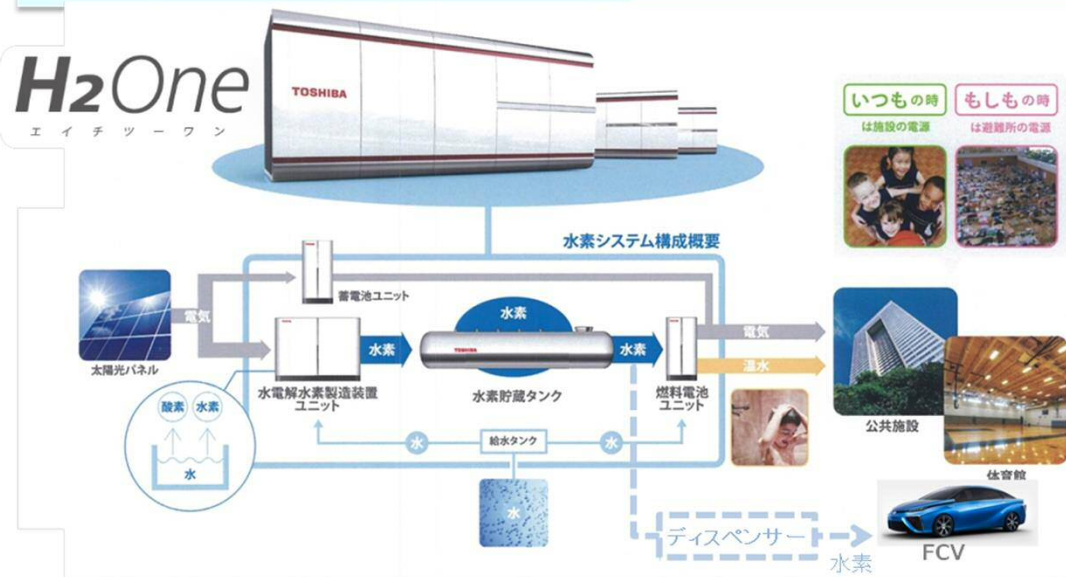 H2One
エイチツーワン
TOSHIBA
いつもの時
は施設の電源
もしもの時
は避難所の電源
水素システム構成概要
電気
蓄電池ユニット
太陽光パネル
水電解水素製造装置
ユニット
水素
水素
TOSHIBA
水素貯蔵タンク
水素
燃料電池
ユニット
電気
温水
公共施設
体育館
酸素
水素
水
水
給水タンク
水
水
ディスペンサー
水素
FCV